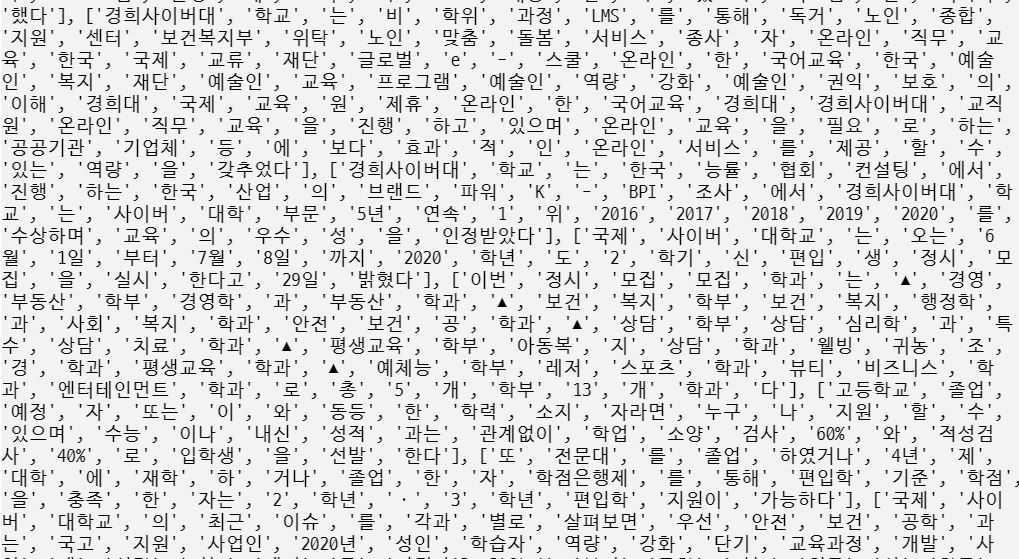 '했다'], ['경희사이버대', '학교', '는', '비', '학위', '과정', 'LMS', '를', '통해', '독거', '노인', '종합',
'지원', '센터', '보건복지부', '위탁', '노인', '맞춤', '돌봄', '서비스', '종사', '자', '온라인', '직무', '교
육', '한국', '국제', '교류', '재단', '글로벌', 'e', '-', '스쿨', '온라인', '한', '국어교육', '한국', '예술
인', '복지', '재단', '예술인', '교육', '프로그램', '예술인', '역량', '강화', '예술인', '권익', '보호', '의',
'이해', '경희대', '국제', '교육', '원', '제휴', '온라인', '한', '국어교육', '경희대', '경희사이버대', '교직
원', '온라인', '직무', '교육', '을', '진행', '하고', '있으며', '온라인', '교육', '을', '필요', '로', '하는',
'공공기관', '기업체', '등', '에', '보다', '효과', '적', '인', '온라인', '서비스', '를', '제공', '할', '수',
'있는', '역량', '을', '갖추었다'], ['경희사이버대', '학교', '는', '한국', '능률', '협회', '컨설팅', '에서',
'진행', '하는', '한국', '산업', '의', '브랜드', '파워', 'K', '-', 'BPI', '조사', '에서', '경희사이버대', '학
교', '는', '사이버', '대학', '부문', '5년', '연속', '1', '위', '2016', '2017', '2018', '2019', '2020', '를',
'수상하며', '교육', '의', '우수', '성', '을', '인정받았다'], ['국제', '사이버', '대학교', '는', '오는', '6
월', '1일', '부터', '7월', '8일', '까지', '2020', '학년', '도', '2', '학기', '신', '편입', '생', '정시', '모
집', '을', '실시', '한다고', '29일', '밝혔다'], ['이번', '정시', '모집', '모집', '학과', '는', '▲', '경영',
'부동산', '학부', '경영학', '과', '부동산', '학과', '▲', '보건', '복지', '학부', '보건', '복지', '행정학',
'과', '사회', '복지', '학과', '안전', '보건', '공', '학과', '▲', '상담', '학부', '상담', '심리학', '과', '특
수', '상담', '치료', '학과', '▲', '평생교육', '학부', '아동복', '지', '상담', '학과', '웰빙', '귀농', '조',
'경', '학과', '평생교육', '학과', '▲', '예체능', '학부', '레저', '스포츠', '학과', '뷰티', '비즈니스', '학
과', '엔터테인먼트', '학과', '로', '총', '5', '개', '학부', '13', '개', '학과', '다'], ['고등학교', '졸업',
'예정', '자', '또는', '이', '와', '동등', '한', '학력', '소지', '자라면', '누구', '나', '지원', '할', '수',
'있으며', '수능', '이나', '내신', '성적', '과는', '관계없이', '학업', '소양', '검사', '60%', '와', '적성검
사', '40%', '로', '입학생', '을', '선발', '한다'], ['또', '전문대', '를', '졸업', '하였거나', '4년', '제',
'대학', '에', '재학', '하', '거나', '졸업', '한', '자', '학점은행제', '를', '통해', '편입학', '기준', '학점',
'을', '충족', '한', '자는', '2', '학년', '·', '3', '학년', '편입학', '지원이', '가능하다'], ['국제', '사이
버', '대학교', '의', '최근', '이슈', '를', '각과', '별로', '살펴보면', '우선', '안전', '보건', '공학', '과
는', '국고', '지원', '사업인', '2020년', '성인', '학습자', '역량', '강화', '단기', '교육과정', '개발', '사